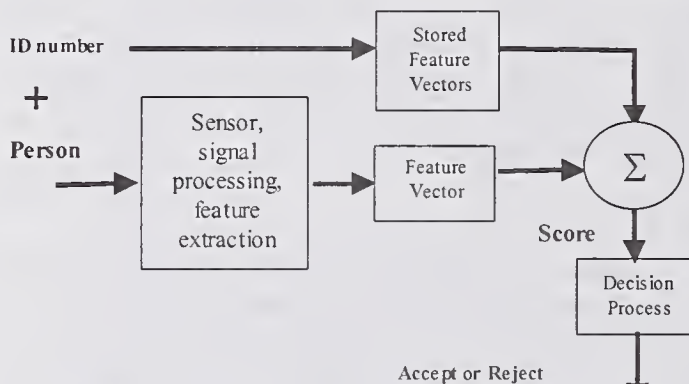 ID number
+
Person
Stored
Feature
Vectors
Sensor,
signal
processing,
feature
extraction
Feature
Vector
Σ
Score
Decision
Process
Accept or Reject